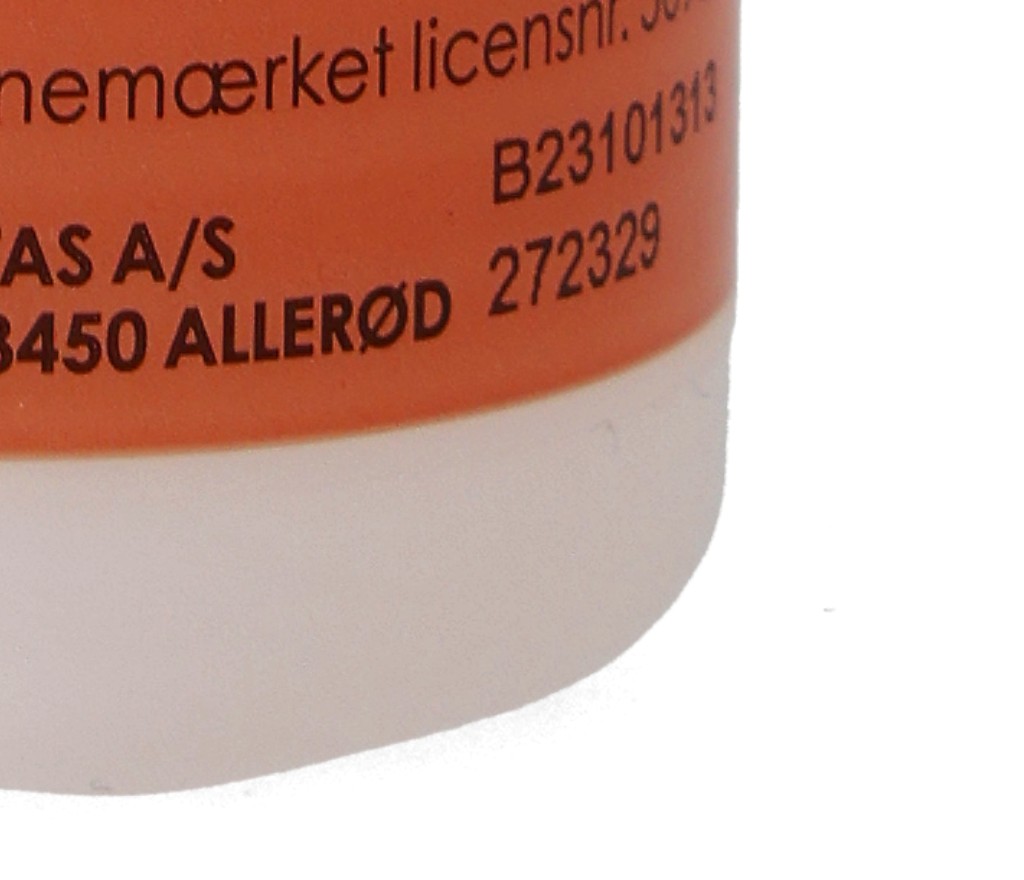 nemærket licensnr.
B23101313
AS A/S
272329
3450 ALLERØD